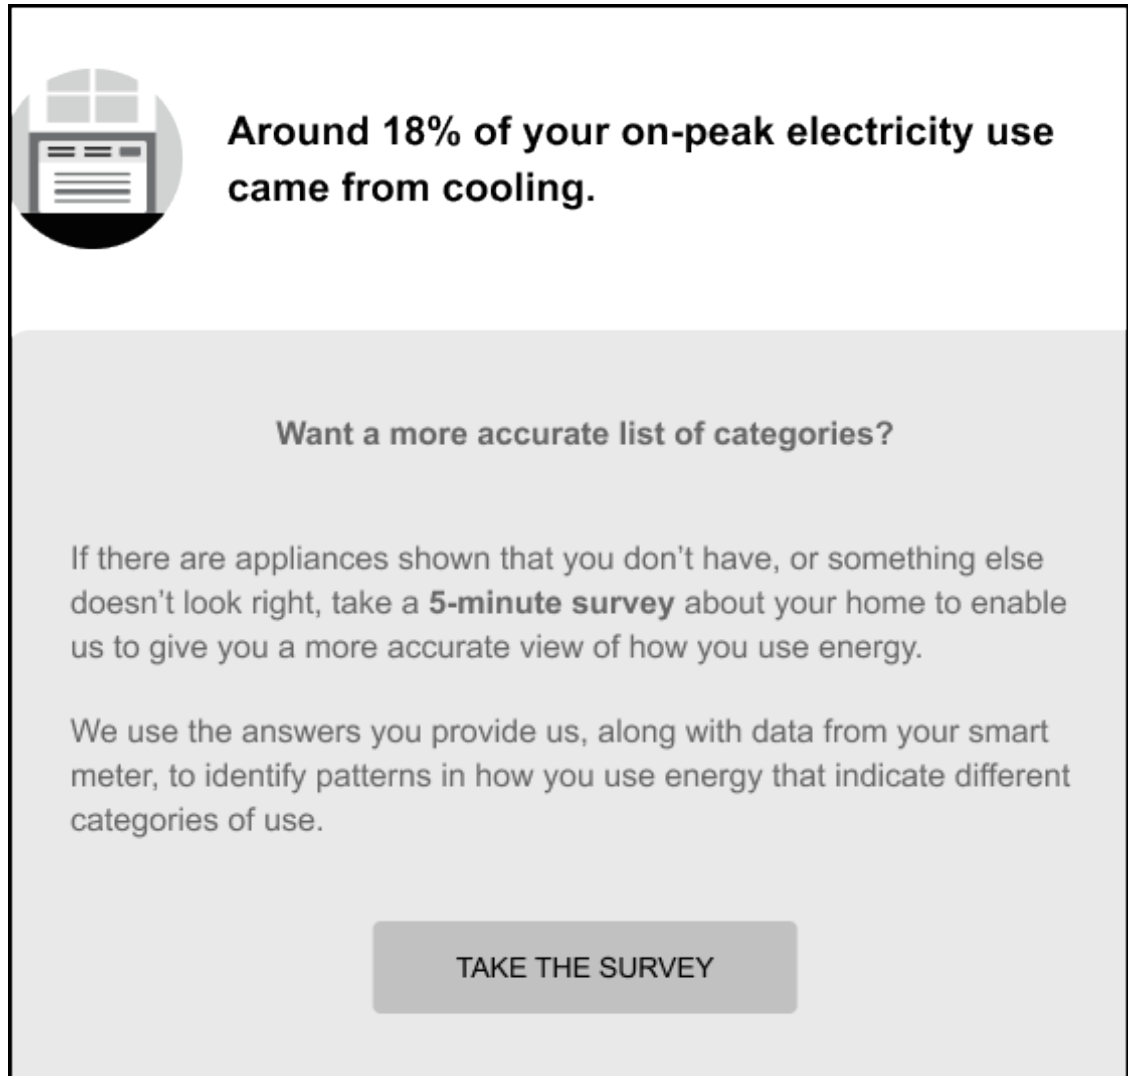 Around 18% of your on-peak electricity use
came from cooling.
Want a more accurate list of categories?
If there are appliances shown that you don’t have, or something else
doesn’t look right, take a 5-minute survey about your home to enable
us to give you a more accurate view of how you use energy.
We use the answers you provide us, along with data from your smart
meter, to identify patterns in how you use energy that indicate different
categories of use.
TAKE THE SURVEY